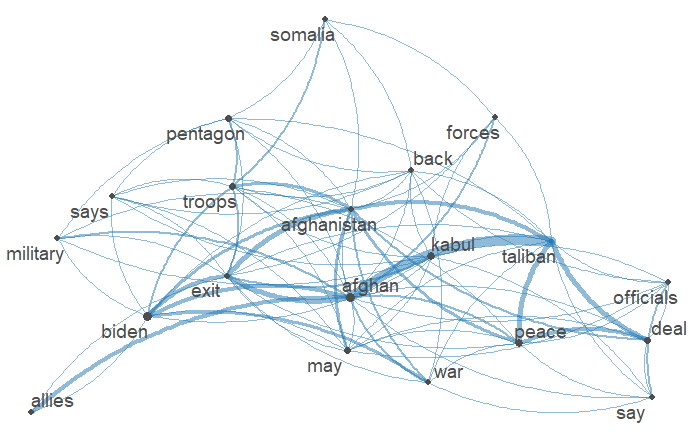 somalia
pentagon
forces
back
says
troops
afghanistan
military
kabul
taliban
exit
afghan
officials
biden
peace
deal
may
war
allies
say